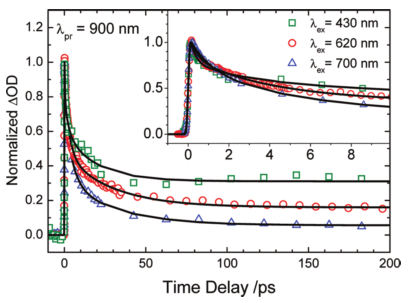 λpr = 900 nm
λex = 430 nm
λex = 620 nm
λex = 700 nm
1.0
0.5
0.0
0 2 4 6 8
Normalized ΔOD
1.2
1.0
0.8
0.6
0.4
0.2
0.0
0 50 100 150 200
Time Delay /ps